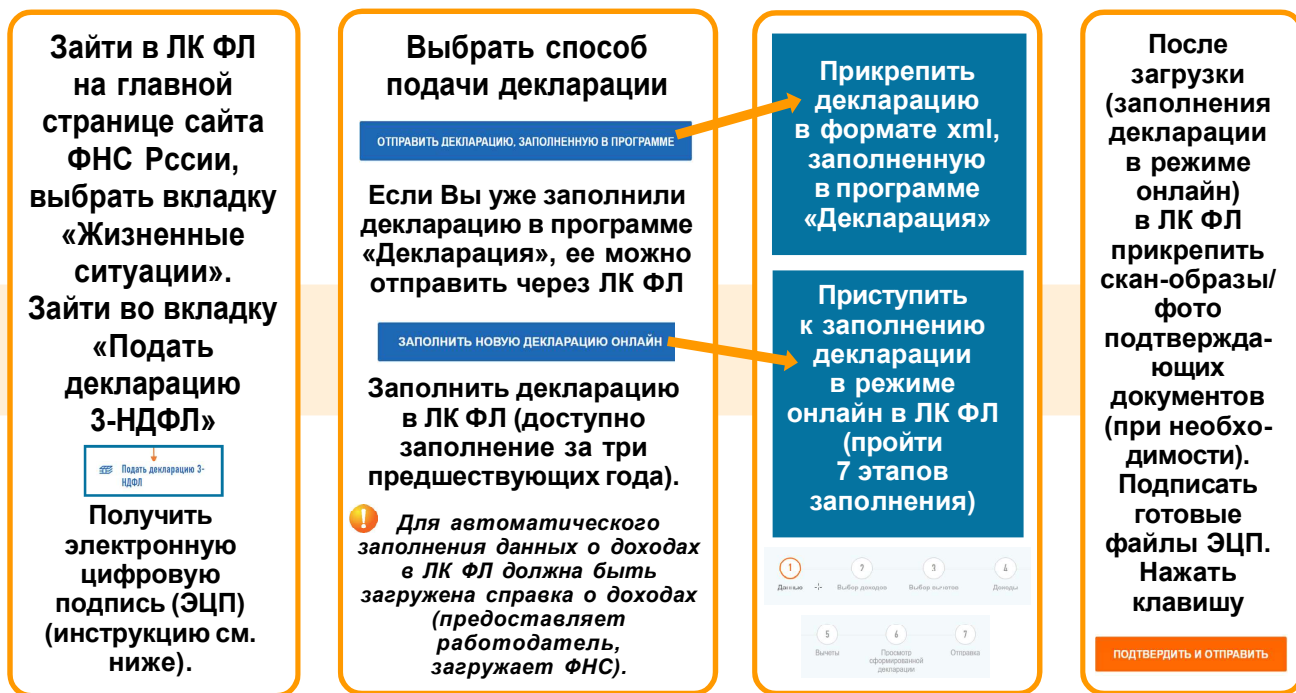 Зайти в ЛК ФЛ
на главной
странице сайта
ФНС Рссии,
выбрать вкладку
«Жизненные
ситуации».
Зайти во вкладку
«Подать
декларацию
3-НДФЛ»
Подать декларацию 3-
НДФЛ
Получить
электронную
цифровую
подпись (ЭЦП)
(инструкцию см.
ниже).
Выбрать способ
подачи декларации
ОТПРАВИТЬ ДЕКЛАРАЦИЮ, ЗАПОЛНЕННУЮ В ПРОГРАММЕ
Если Вы уже заполнили
декларацию в программе
«Декларация», ее можно
отправить через ЛК ФЛ
ЗАПОЛНИТЬ НОВУЮ ДЕКЛАРАЦИЮ ОНЛАЙН
Заполнить декларацию
в ЛК ФЛ (доступно
заполнение за три
предшествующих года).
! Для автоматического
заполнения данных о доходах
в ЛК ФЛ должна быть
загружена справка о доходах
(предоставляет
работодатель,
загружает ФНС).
Прикрепить
декларацию
в формате xml,
заполненную
в программе
«Декларация»
Приступить
к заполнению
декларации
в режиме
онлайн в ЛК ФЛ
(пройти
7 этапов
заполнения)
1 2 3 4
Данные Выбор доходов Выбор вычетов Доходы
5 6 7
Вычеты Просмотр сформированной декларации Отправка
После
загрузки
(заполнения
декларации
в режиме
онлайн)
в ЛК ФЛ
прикрепить
скан-образы/
фото
подтвержда-
ющих
документов
(при необхо-
димости).
Подписать
готовые
файлы ЭЦП.
Нажать
клавишу
ПОДТВЕРДИТЬ И ОТПРАВИТЬ